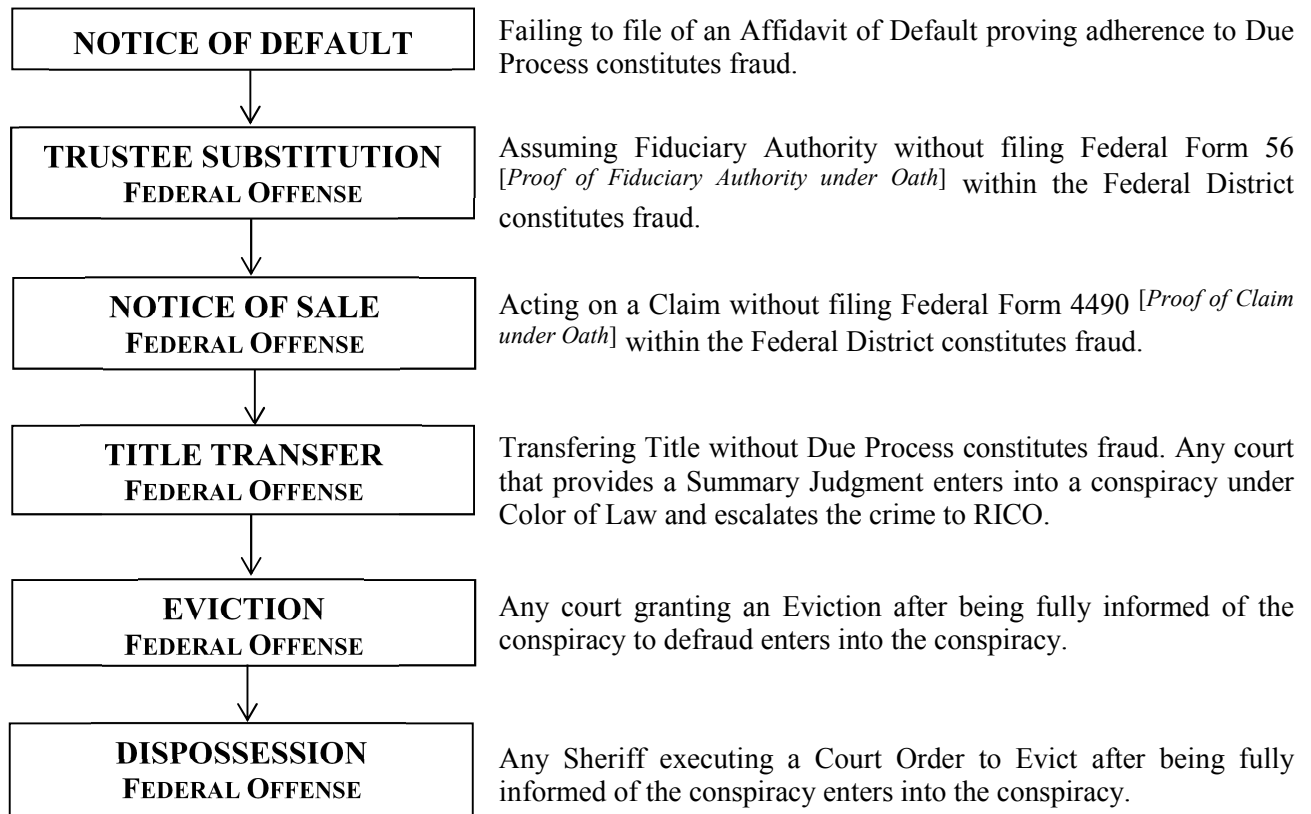 NOTICE OF DEFAULT
Failing to file of an Affidavit of Default proving adherence to Due
Process constitutes fraud.
TRUSTEE SUBSTITUTION
FEDERAL OFFENSE
Assuming Fiduciary Authority without filing Federal Form 56
[Proof of Fiduciary Authority under Oath] within the Federal District
constitutes fraud.
NOTICE OF SALE
FEDERAL OFFENSE
Acting on a Claim without filing Federal Form 4490 [Proof of Claim
under Oath] within the Federal District constitutes fraud.
TITLE TRANSFER
FEDERAL OFFENSE
Transfering Title without Due Process constitutes fraud. Any court
that provides a Summary Judgment enters into a conspiracy under
Color of Law and escalates the crime to RICO.
EVICTION
FEDERAL OFFENSE
Any court granting an Eviction after being fully informed of the
conspiracy to defraud enters into the conspiracy.
DISPOSSESSION
FEDERAL OFFENSE
Any Sheriff executing a Court Order to Evict after being fully
informed of the conspiracy enters into the conspiracy.